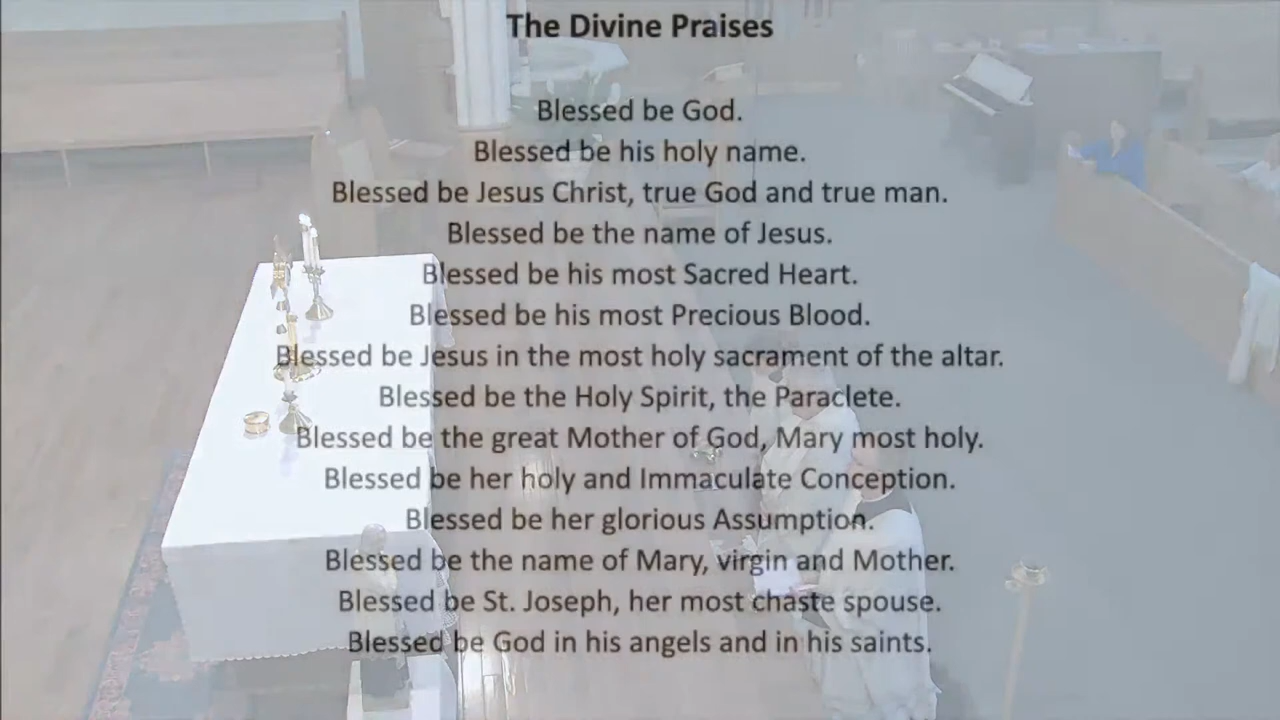 The Divine Praises
Blessed be God.
Blessed be his holy name.
Blessed be Jesus Christ, true God and true man.
Blessed be the name of Jesus.
Blessed be his most Sacred Heart.
Blessed be his most Precious Blood.
Blessed be Jesus in the most holy sacrament of the altar.
Blessed be the Holy Spirit, the Paraclete.
Blessed be the great Mother of God, Mary most holy.
Blessed be her holy and Immaculate Conception.
Blessed be her glorious Assumption.
Blessed be the name of Mary, virgin and Mother.
Blessed be St. Joseph, her most chaste spouse.
Blessed be God in his angels and in his saints.